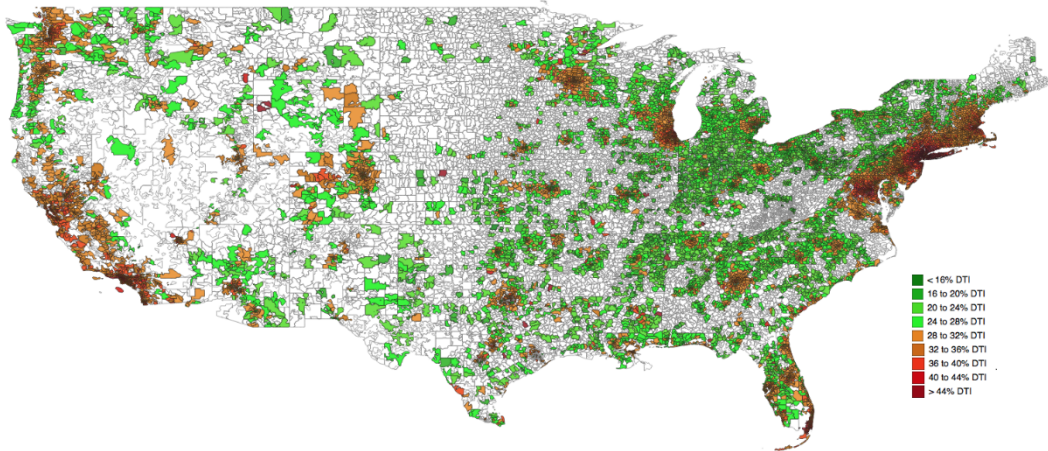 < 16% DTI
16 to 20% DTI
20 to 24% DTI
24 to 28% DTI
28 to 32% DTI
32 to 36% DTI
36 to 40% DTI
40 to 44% DTI
> 44% DTI